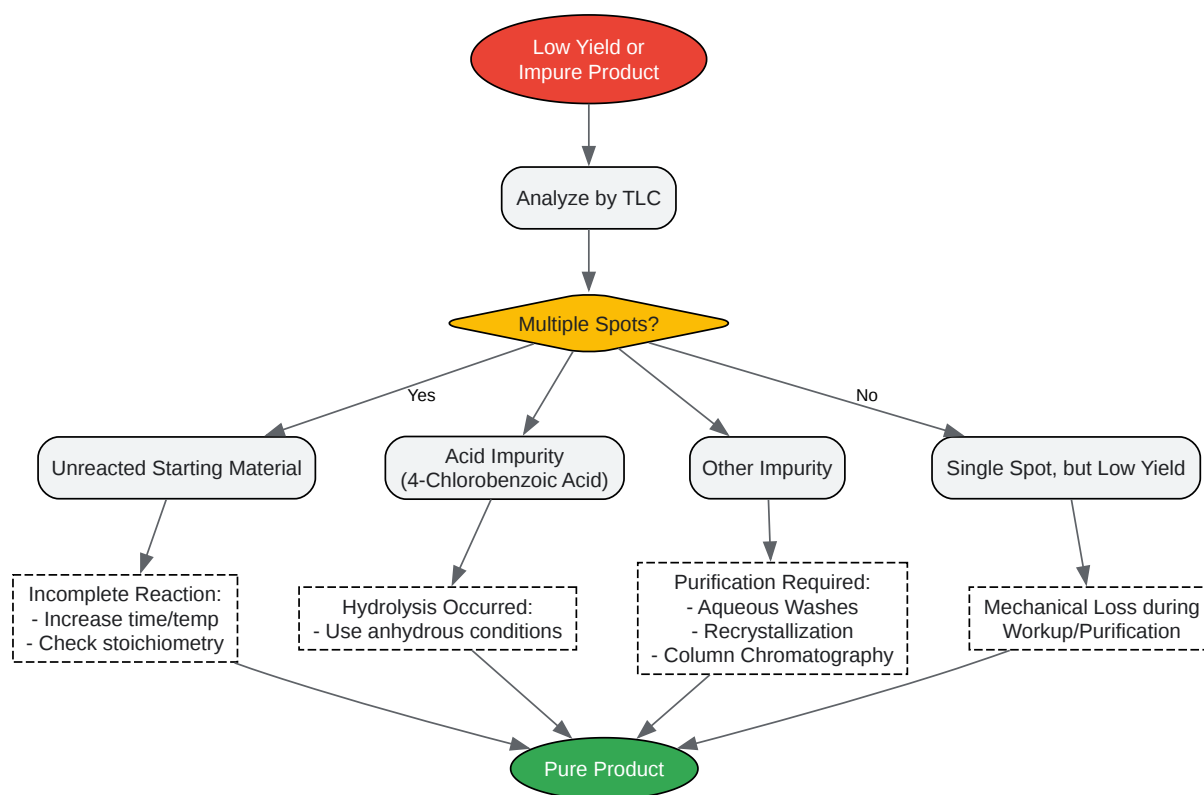 Low Yield or
Impure Product
Analyze by TLC
Multiple Spots?
Yes
No
Unreacted Starting Material
Acid Impurity
(4-Chlorobenzoic Acid)
Other Impurity
Single Spot, but Low Yield
Incomplete Reaction:
- Increase time/temp
- Check stoichiometry
Hydrolysis Occurred:
- Use anhydrous conditions
Purification Required:
- Aqueous Washes
- Recrystallization
- Column Chromatography
Mechanical Loss during
Workup/Purification
Pure Product